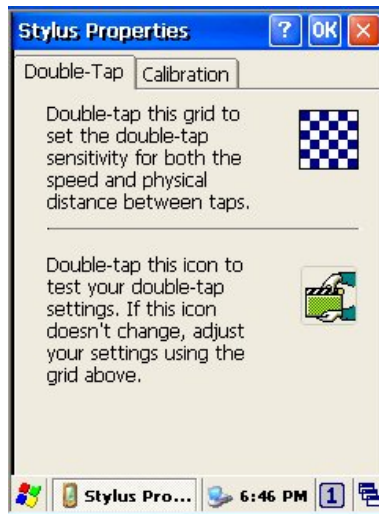 Stylus Properties ? OK ×
Double-Tap Calibration
Double-tap this grid to
set the double-tap
sensitivity for both the
speed and physical
distance between taps.
Double-tap this icon to
test your double-tap
settings. If this icon
doesn't change, adjust
your settings using the
grid above.
Stylus Pro... 6:46 PM 1